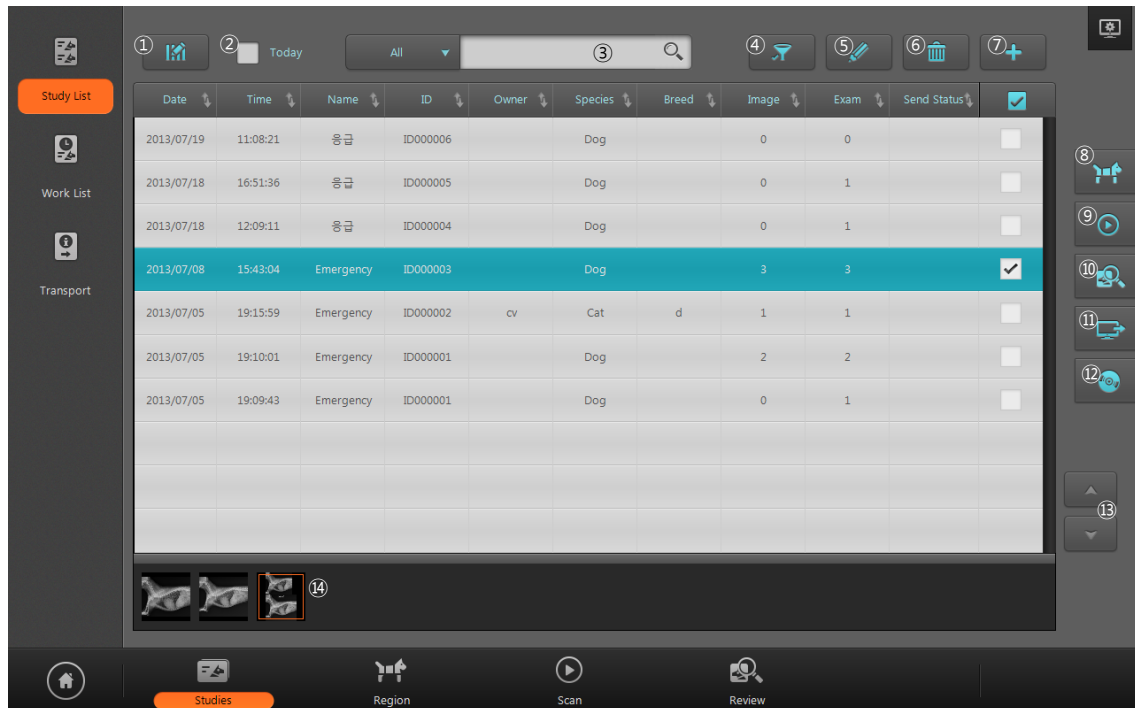 ① ② Today All ③ ④ ⑤ ⑥ ⑦
Study List
Date Time Name ID Owner Species Breed Image Exam Send Status
2013/07/19 11:08:21 응급 ID000006 Dog 0 0
Work List
2013/07/18 16:51:36 응급 ID000005 Dog 0 1
⑧
2013/07/18 12:09:11 응급 ID000004 Dog 0 1
⑨
Transport
2013/07/08 15:43:04 Emergency ID000003 Dog 3 3
⑩
2013/07/05 19:15:59 Emergency ID000002 cv Cat d 1 1
⑪
2013/07/05 19:10:01 Emergency ID000001 Dog 2 2
⑫
2013/07/05 19:09:43 Emergency ID000001 Dog 0 1
⑬
⑭
Studies Region Scan Review